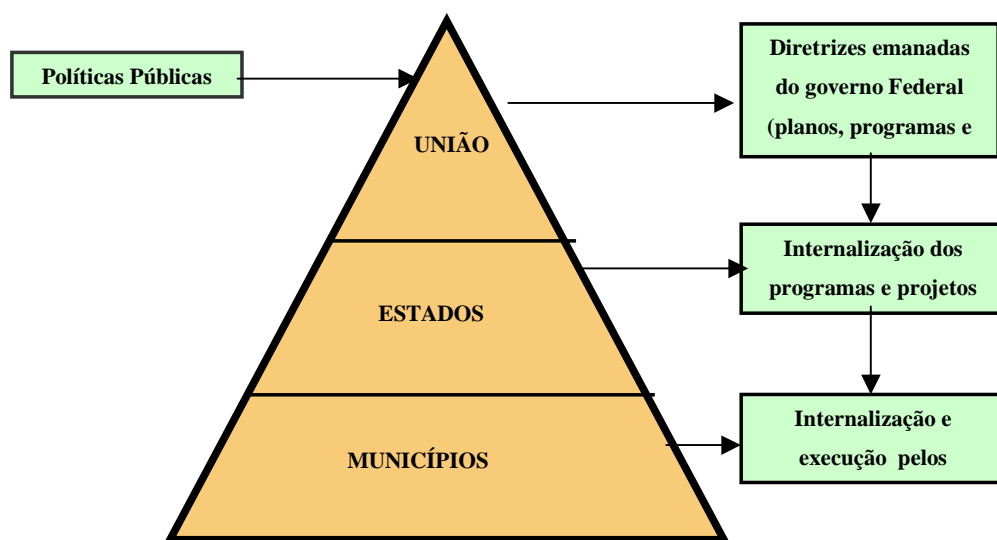 Políticas Públicas
Diretrizes emanadas
do governo Federal
(planos, programas e
UNIÃO
Internalização dos
programas e projetos
ESTADOS
Internalização e
execução pelos
MUNICÍPIOS